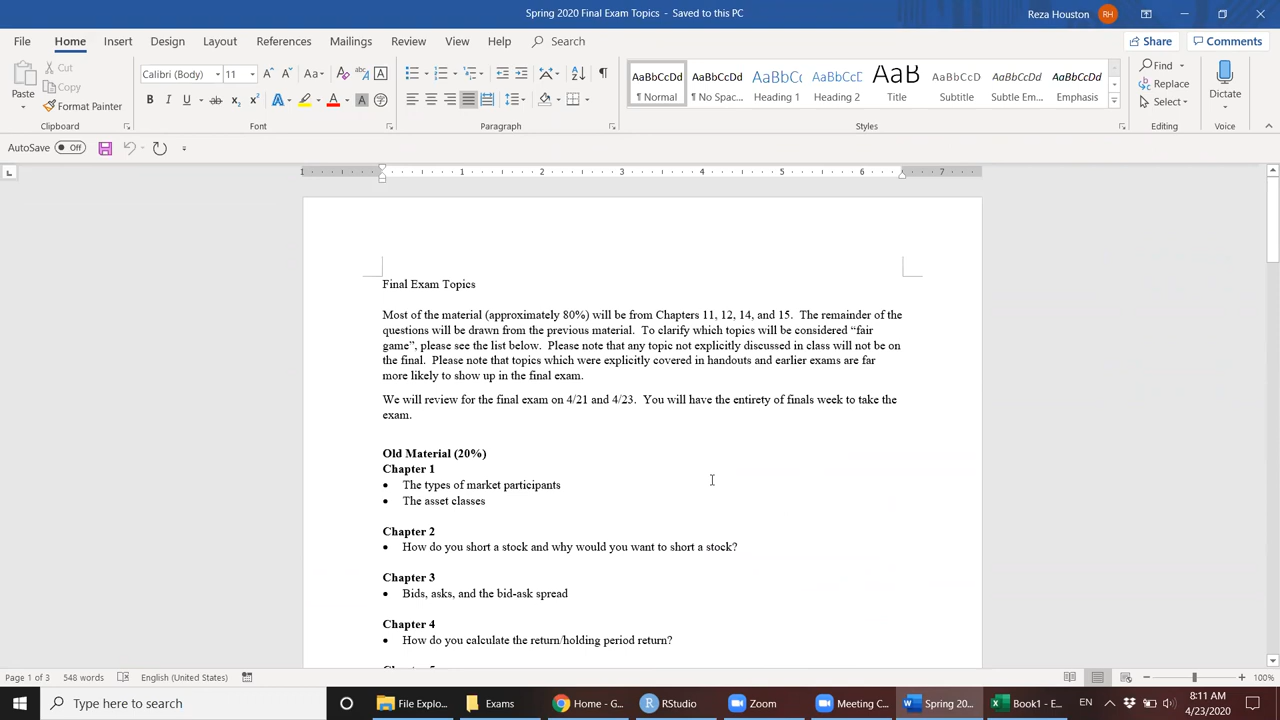 Spring 2020 Final Exam Topics - Saved to this PC
Reza Houston RH
File Home Insert Design Layout References Mailings Review View Help Search Share Comments
Paste
Cut
Copy
Format Painter
Clipboard
Calibri (Body) 11
Font
Paragraph
AaBbCcDd AaBbCcDd AaBbCc AaBbCcD AaB AaBbCcD AaBbCcDd AaBbCcDd
¶ Normal ¶ No Spac... Heading 1 Heading 2 Title Subtitle Subtle Em... Emphasis
Styles
Find
Replace
Select
Editing
Dictate
Voice
AutoSave Off
1 1 2 3 4 5 6 7
Final Exam Topics
Most of the material (approximately 80%) will be from Chapters 11, 12, 14, and 15. The remainder of the
questions will be drawn from the previous material. To clarify which topics will be considered “fair
game”, please see the list below. Please note that any topic not explicitly discussed in class will not be on
the final. Please note that topics which were explicitly covered in handouts and earlier exams are far
more likely to show up in the final exam.
We will review for the final exam on 4/21 and 4/23. You will have the entirety of finals week to take the
exam.
Old Material (20%)
Chapter 1
• The types of market participants
• The asset classes
Chapter 2
• How do you short a stock and why would you want to short a stock?
Chapter 3
• Bids, asks, and the bid-ask spread
Chapter 4
• How do you calculate the return/holding period return?
Page 1 of 3 548 words English (United States) 100%
Type here to search File Explo... Exams Home - G... RStudio Zoom Meeting C... Spring 20... Book1 - E...
8:11 AM
4/23/2020